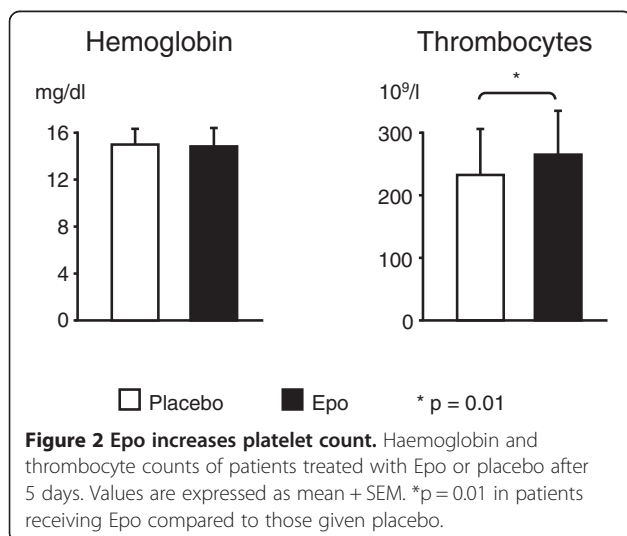 Hemoglobin
Thrombocytes
mg/dl
16
12
8
4
0
10⁹/l
300
200
100
0
*
Placebo
Epo
* p = 0.01
Figure 2 Epo increases platelet count. Haemoglobin and
thrombocyte counts of patients treated with Epo or placebo after
5 days. Values are expressed as mean + SEM. *p = 0.01 in patients
receiving Epo compared to those given placebo.